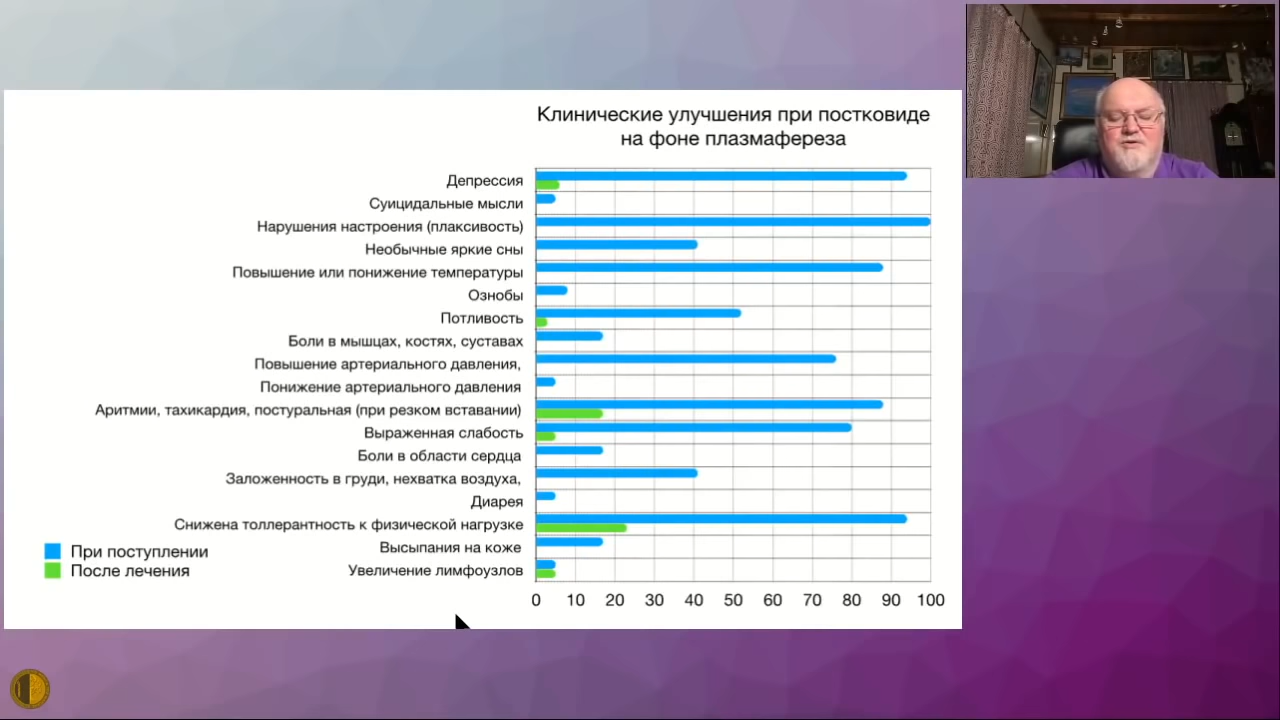 Клинические улучшения при постковиде
на фоне плазмафереза
Депрессия
Суицидальные мысли
Нарушения настроения (плаксивость)
Необычные яркие сны
Повышение или понижение температуры
Ознобы
Потливость
Боли в мышцах, костях, суставах
Повышение артериального давления,
Понижение артериального давления
Аритмии, тахикардия, постуральная (при резком вставании)
Выраженная слабость
Боли в области сердца
Заложенность в груди, нехватка воздуха,
Диарея
Снижена толлерантность к физической нагрузке
Высыпания на коже
Увеличение лимфоузлов
При поступлении
После лечения
0 10 20 30 40 50 60 70 80 90 100